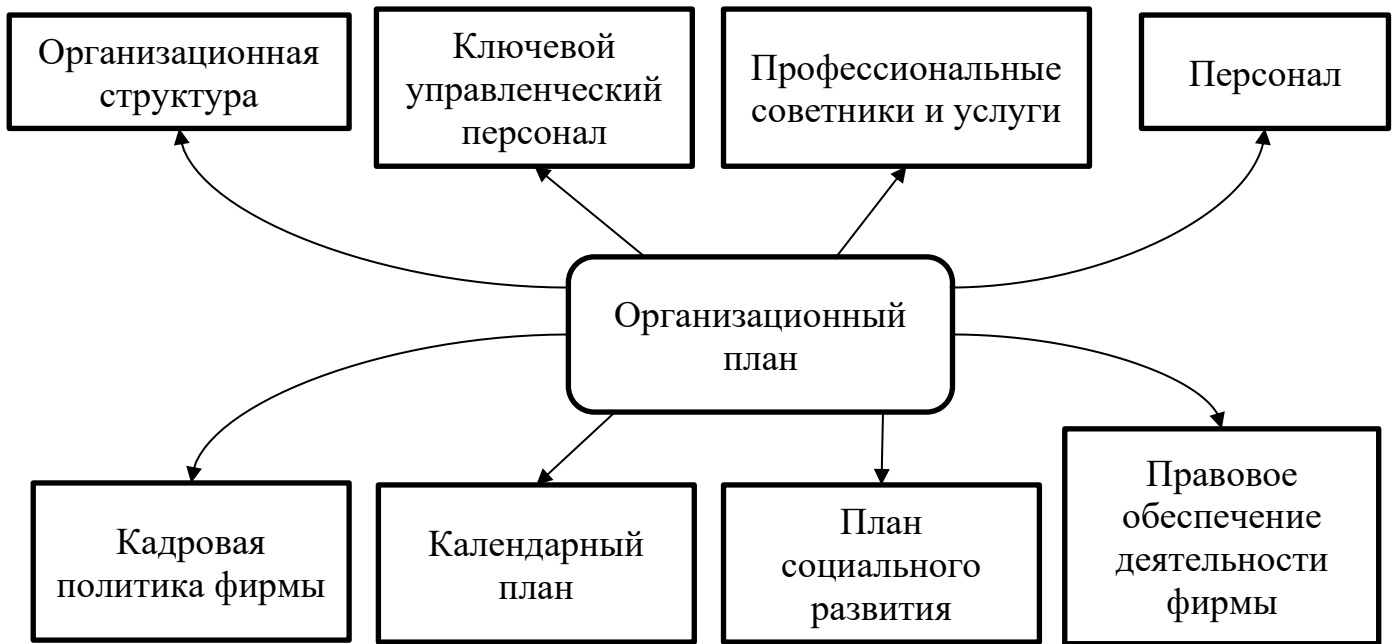 Организационная
структура
Ключевой
управленческий
персонал
Профессиональные
советники и услуги
Персонал
Организационный
план
Кадровая
политика фирмы
Календарный
план
План
социального
развития
Правовое
обеспечение
деятельности
фирмы